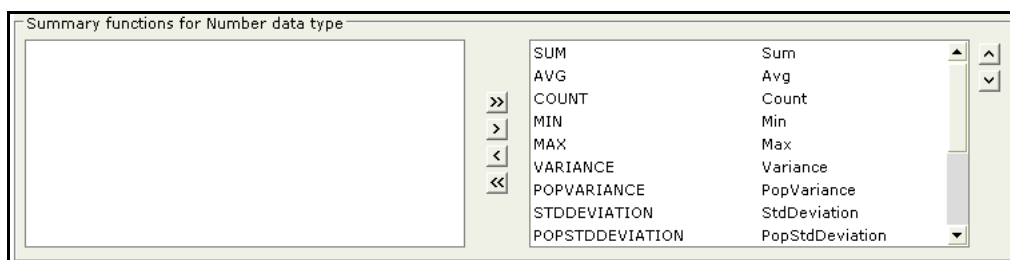 Summary functions for Number data type
SUM Sum
AVG Avg
COUNT Count
MIN Min
MAX Max
VARIANCE Variance
POPVARIANCE PopVariance
STDDEVIATION StdDeviation
POPSTDDEVIATION PopStdDeviation